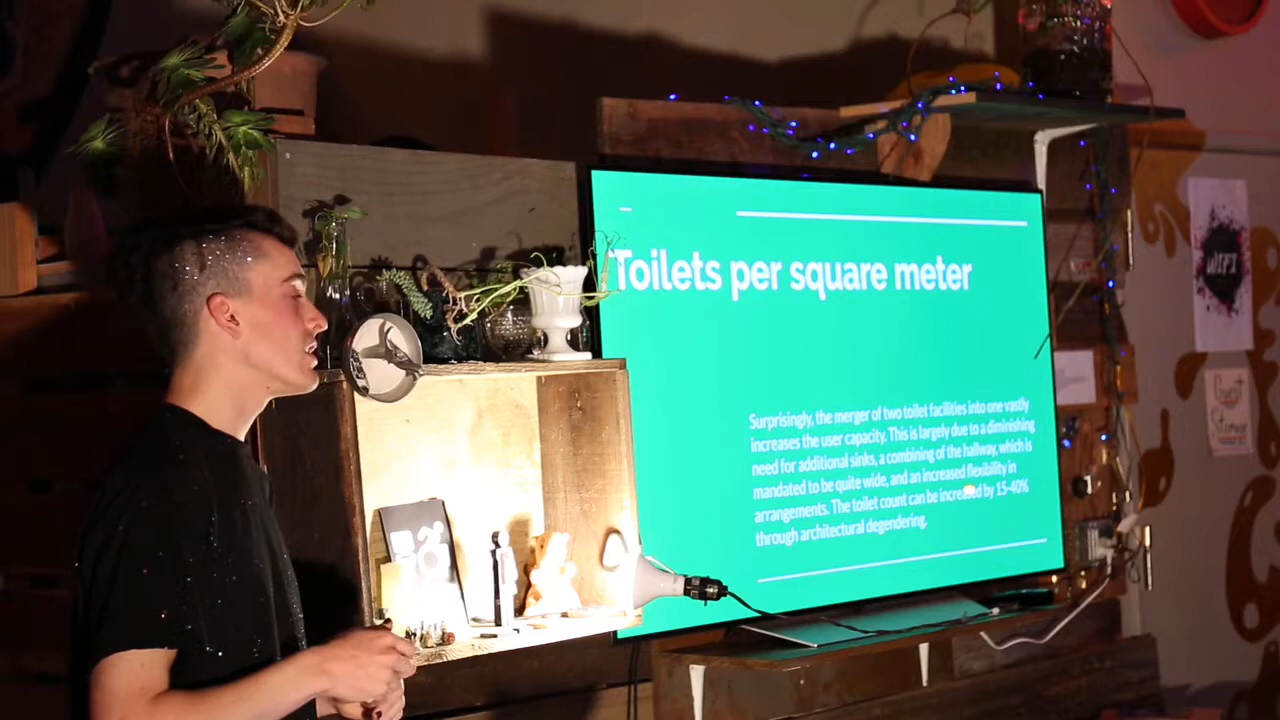 Toilets per square meter
Surprisingly, the merger of two toilet facilities into one vastly
increases the user capacity. This is largely due to a diminishing
need for additional sinks, a combining of the hallway, which is
mandated to be quite wide, and an increased flexibility in
arrangements. The toilet count can be increased by 15-40%
through architectural degendering.
WIFI